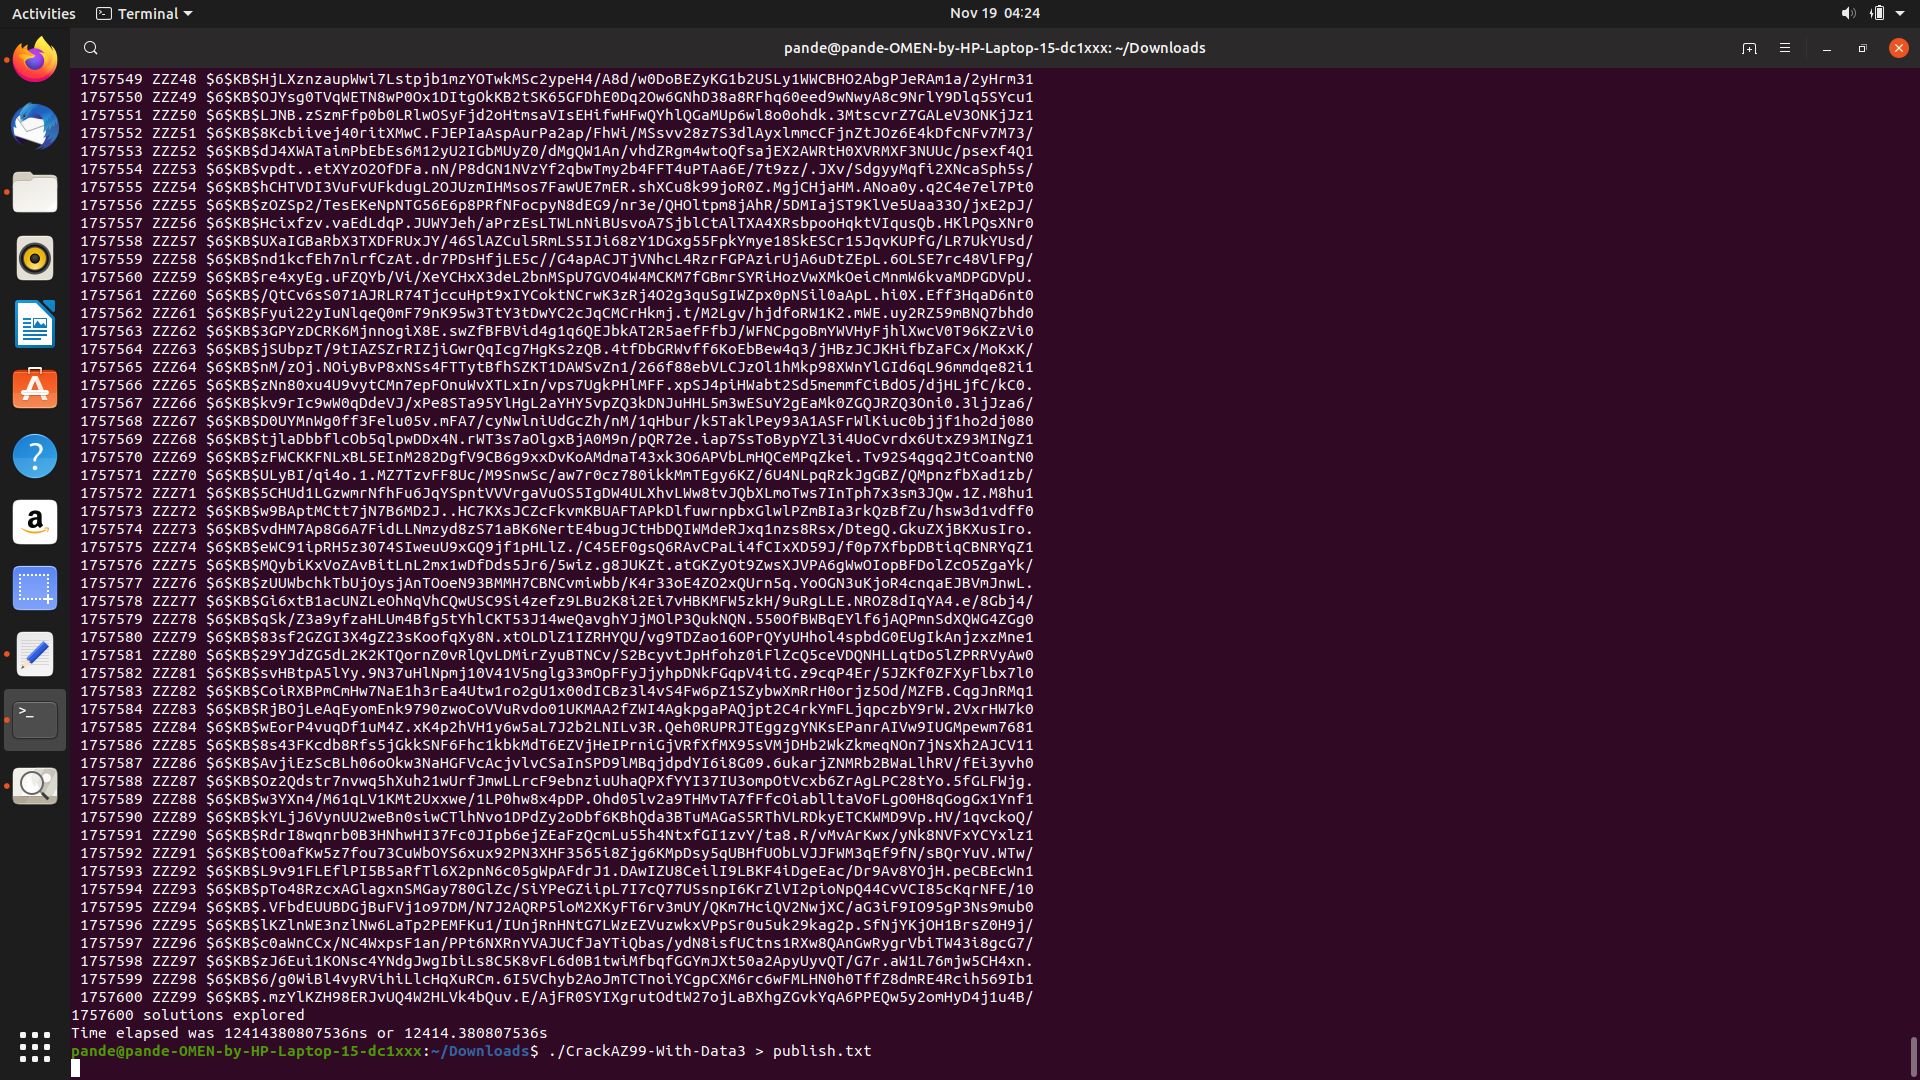 Activities
Terminal
Nov 19 04:24
pande@pande-OMEN-by-HP-Laptop-15-dc1xxx: ~/Downloads
1757549 ZZZ48 $6$KB$HjLXznzaupWwi7Lstpjb1mzYOTwkMSc2ypeH4/A8d/w0DoBEZyKG1b2USLy1WWCBHO2AbgPJeRAm1a/2yHrm31
1757550 ZZZ49 $6$KB$OJYsg0TVqWETN8wP0Ox1DItgOkKB2tSK65GFDhE0Dq2Ow6GNhD38a8RFhq60eed9wNwyA8c9NrlY9Dlq5SYcu1
1757551 ZZZ50 $6$KB$LJNB.zSzmFfp0b0LRlwOSyFjd2oHtmsaVIsEHifwHFwQYhlQGaMUp6wl8o0ohdk.3MtscvrZ7GALeV3ONKjJz1
1757552 ZZZ51 $6$KB$8Kcbiivej40ritXMwC.FJEPIaAspAurPa2ap/FhWi/MSsvv28z7S3dlAyxlmmcCFjnZtJOz6E4kDfcNFv7M73/
1757553 ZZZ52 $6$KB$dJ4XWATaimPbEbEs6M12yU2IGbMUyZ0/dMgQW1An/vhdZRgm4wtoQfsajEX2AWRtH0XVRMXF3NUUc/psexf4Q1
1757554 ZZZ53 $6$KB$vpdt..etXYzO2OfDFa.nN/P8dGN1NVzYf2qbwTmy2b4FFT4uPTAa6E/7t9zz/.JXv/SdgyyMqfi2XNcaSph5s/
1757555 ZZZ54 $6$KB$hCHTVDI3VuFvUFkdugL2OJUzmIHMsos7FawUE7mER.shXCu8k99joR0Z.MgjCHjaHM.ANoa0y.q2C4e7el7Pt0
1757556 ZZZ55 $6$KB$zOZSp2/TesEKeNpNTG56E6p8PRfNFocpyN8dEG9/nr3e/QHOltpm8jAhR/5DMIajST9KlVe5Uaa33O/jxE2pJ/
1757557 ZZZ56 $6$KB$Hcixfzv.vaEdLdqP.JUWYJeh/aPrzEsLTWLnNiBUsvoA7SjblCtAlTXA4XRsbpooHqktVIqusQb.HKlPQsXNr0
1757558 ZZZ57 $6$KB$UXaIGBaRbX3TXDFRUxJY/46SlAZCul5RmLS5IJi68zY1DGxg55FpkYmye18SkESCr15JqvKUPfG/LR7UkYUsd/
1757559 ZZZ58 $6$KB$nd1kcfEh7nlrfCzAt.dr7PDsHfjLE5c//G4apACJTjVNhcL4RzrFGPAzirUjA6uDtZEpL.6OLSE7rc48VlFPg/
1757560 ZZZ59 $6$KB$re4xyEg.uFZQYb/Vi/XeYCHxX3deL2bnMSpU7GVO4W4MCKM7fGBmrSYRiHozVwXMkOeicMnmW6kvaMDPGDVpU.
1757561 ZZZ60 $6$KB$/QtCv6sS071AJRLR74TjccuHpt9xIYCoktNCrwK3zRj4O2g3quSgIWZpx0pNSil0aApL.hi0X.Eff3HqaD6nt0
1757562 ZZZ61 $6$KB$Fyui22yIuNlqeQ0mF79nK95w3TtY3tDwYC2cJqCMCrHkmj.t/M2Lgv/hjdfoRW1K2.mWE.uy2RZ59mBNQ7bhd0
1757563 ZZZ62 $6$KB$3GPYzDCRK6MjnnogiX8E.swZfBFBVid4g1q6QEJbkAT2R5aefFfbJ/WFNCpgoBmYWVHyFjhlXwcV0T96KZzVi0
1757564 ZZZ63 $6$KB$jSUbpzT/9tIAZSZrRIZjiGwrQqIcg7HgKs2zQB.4tfDbGRWvff6KoEbBew4q3/jHBzJCJKHifbZaFCx/MoKxK/
1757565 ZZZ64 $6$KB$nM/zOj.NOiyBvP8xNSs4FTTytBfhSZKT1DAWSvZn1/266f88ebVLCJzOl1hMkp98XWnYlGId6qL96mmdqe82i1
1757566 ZZZ65 $6$KB$zNn80xu4U9vytCMn7epFOnuWvXTLxIn/vps7UgkPHlMFF.xpSJ4piHWabt2Sd5memmfCiBdO5/djHLjfC/kC0.
1757567 ZZZ66 $6$KB$kv9rIc9wW0qDdeVJ/xPe8STa95YlHgL2aYHY5vpZQ3kDNJuHHL5m3wESuY2gEaMk0ZGQJRZQ3Oni0.3ljJza6/
1757568 ZZZ67 $6$KB$D0UYMnWg0ff3Felu05v.mFA7/cyNwlniUdGcZh/nM/1qHbur/k5TaklPey93A1ASFrWlKiuc0bjjf1ho2dj080
1757569 ZZZ68 $6$KB$tjlaDbbflcOb5qlpwDDx4N.rWT3s7aOlgxBjA0M9n/pQR72e.iap7SsToBypYZl3i4UoCvrdx6UtxZ93MINgZ1
1757570 ZZZ69 $6$KB$zFWCKKFNLxBL5EInM282DgfV9CB6g9xxDvKoAMdmaT43xk3O6APVbLmHQCeMPqZkei.Tv92S4qgq2JtCoantN0
1757571 ZZZ70 $6$KB$ULyBI/qi4o.1.MZ7TzvFF8Uc/M9SnwSc/aw7r0cz780ikkMmTEgy6KZ/6U4NLpqRzkJgGBZ/QMpnzfbXad1zb/
1757572 ZZZ71 $6$KB$5CHUd1LGzwmrNfhFu6JqYSpntVVVrgaVuOS5IgDW4ULXhvLWw8tvJQbXLmoTws7InTph7x3sm3JQw.1Z.M8hu1
1757573 ZZZ72 $6$KB$w9BAptMCtt7jN7B6MD2J..HC7KXsJCZcFkvmKBUAFTAPkDlfuwrnpbxGlwlPZmBIa3rkQzBfZu/hsw3d1vdff0
1757574 ZZZ73 $6$KB$vdHM7Ap8G6A7FidLLNmzyd8zS71aBK6NertE4bugJCtHbDQIWMdeRJxq1nzs8Rsx/DtegQ.GkuZXjBKXusIro.
1757575 ZZZ74 $6$KB$eWC91ipRH5z3074SIweuU9xGQ9jf1pHLlZ./C45EF0gsQ6RAvCPaLi4fCIxXD59J/f0p7XfbpDBtiqCBNRYqZ1
1757576 ZZZ75 $6$KB$MQybiKxVoZAvBitLnL2mx1wDfDds5Jr6/5wiz.g8JUKZt.atGKZyOt9ZwsXJVPA6gWwOIopBFDolZcO5ZgaYk/
1757577 ZZZ76 $6$KB$zUUWbchkTbUjOysjAnTOoeN93BMMH7CBNCvmiwbb/K4r33oE4ZO2xQUrn5q.YoOGN3uKjoR4cnqaEJBVmJnwL.
1757578 ZZZ77 $6$KB$Gi6xtB1acUNZLeOhNqVhCQwUSC9Si4zefz9LBu2K8i2Ei7vHBKMFW5zkH/9uRgLLE.NROZ8dIqYA4.e/8Gbj4/
1757579 ZZZ78 $6$KB$qSk/Z3a9yfzaHLUm4Bfg5tYhlCKT53J14weQavghYJjMOlP3QukNQN.550OfBWBqEYlf6jAQPmnSdXQWG4ZGg0
1757580 ZZZ79 $6$KB$83sf2GZGI3X4gZ23sKoofqXy8N.xtOLDlZ1IZRHYQU/vg9TDZao16OPrQYyUHhol4spbdG0EUgIkAnjzxzMne1
1757581 ZZZ80 $6$KB$29YJdZG5dL2K2KTQornZ0vRlQvLDMirZyuBTNCv/S2BcyvtJpHfohz0iFlZcQ5ceVDQNHLLqtDo5lZPRRVyAw0
1757582 ZZZ81 $6$KB$svHBtpA5lYy.9N37uHlNpmj10V41V5nglg33mOpFFyJjyhpDNkFGqpV4itG.z9cqP4Er/5JZKf0ZFXyFlbx7l0
1757583 ZZZ82 $6$KB$CoiRXBPmCmHw7NaE1h3rEa4Utw1ro2gU1x00dICBz3l4vS4Fw6pZ1SZybwXmRrH0orjz5Od/MZFB.CqgJnRMq1
1757584 ZZZ83 $6$KB$RjBOjLeAqEyomEnk9790zwoCoVVuRvdo01UKMAA2fZWI4AgkpgaPAQjpt2C4rkYmFLjqpczbY9rW.2VxrHW7k0
1757585 ZZZ84 $6$KB$wEorP4vuqDf1uM4Z.xK4p2hVH1y6w5aL7J2b2LNILv3R.Qeh0RUPRJTEggzgYNKsEPanrAIVw9IUGMpewm7681
1757586 ZZZ85 $6$KB$8s43FKcdb8Rfs5jGkkSNF6Fhc1kbkMdT6EZVjHeIPrniGjVRfXfMX95sVMjDHb2WkZkmeqNOn7jNsXh2AJCV11
1757587 ZZZ86 $6$KB$AvjiEzScBLh06oOkw3NaHGFVcAcjvlvCSaInSPD9lMBqjdpdYI6i8G09.6ukarjZNMRb2BWaLlhRV/fEi3yvh0
1757588 ZZZ87 $6$KB$Oz2Qdstr7nvwq5hXuh21wUrfJmwLLrcF9ebnziuUhaQPXfYYI37IU3ompOtVcxb6ZrAgLPC28tYo.5fGLFWjg.
1757589 ZZZ88 $6$KB$w3YXn4/M61qLV1KMt2Uxxwe/1LP0hw8x4pDP.Ohd05lv2a9THMvTA7fFfcOiablltaVoFLgO0H8qGogGx1Ynf1
1757590 ZZZ89 $6$KB$kYLjJ6VynUU2weBn0siwCTlhNvo1DPdZy2oDbf6KBhQda3BTuMAGaS5RThVLRDkyETCKWMD9Vp.HV/1qvckoQ/
1757591 ZZZ90 $6$KB$RdrI8wqnrb0B3HNhwHI37Fc0JIpb6ejZEaFzQcmLu55h4NtxfGI1zvY/ta8.R/vMvArKwx/yNk8NVFxYCYxlz1
1757592 ZZZ91 $6$KB$tO0afKw5z7fou73CuWbOYS6xux92PN3XHF3565i8Zjg6KMpDsy5qUBHfUObLVJJFWM3qEf9fN/sBQrYuV.WTw/
1757593 ZZZ92 $6$KB$L9v91FLEflPI5B5aRfTl6X2pnN6c05gWpAFdrJ1.DAwIZU8CeilI9LBKF4iDgeEac/Dr9Av8YOjH.peCBEcWn1
1757594 ZZZ93 $6$KB$pTo48RzcxAGlagxnSMGay780GlZc/SiYPeGZiipL7I7cQ77USsnpI6KrZlVI2pioNpQ44CvVCI85cKqrNFE/10
1757595 ZZZ94 $6$KB$.VFbdEUUBDGjBuFVj1o97DM/N7J2AQRP5loM2XKyFT6rv3mUY/QKm7HciQV2NwjXC/aG3iF9IO95gP3Ns9mub0
1757596 ZZZ95 $6$KB$lKZlnWE3nzlNw6LaTp2PEMFKu1/IUnjRnHNtG7LWzEZVuzwkxVPpSr0u5uk29kag2p.SfNjYKjOH1BrsZ0H9j/
1757597 ZZZ96 $6$KB$c0aWnCCx/NC4WxpsF1an/PPt6NXRnYVAJUCfJaYTiQbas/ydN8isfUCtns1RXw8QAnGwRygrVbiTW43i8gcG7/
1757598 ZZZ97 $6$KB$zJ6Eui1KONsc4YNdgJwgIbiLs8C5K8vFL6d0B1twiMfbqfGGYmJXt50a2ApyUyvQT/G7r.aW1L76mjw5CH4xn.
1757599 ZZZ98 $6$KB$6/g0WiBl4vyRVihiLlcHqXuRCm.6I5VChyb2AoJmTCTnoiYCgpCXM6rc6wFMLHN0h0TffZ8dmRE4Rcih569Ib1
1757600 ZZZ99 $6$KB$.mzYlKZH98ERJvUQ4W2HLVk4bQuv.E/AjFR0SYIXgrutOdtW27ojLaBXhgZGvkYqA6PPEQw5y2omHyD4j1u4B/
1757600 solutions explored
Time elapsed was 12414380807536ns or 12414.380807536s
pande@pande-OMEN-by-HP-Laptop-15-dc1xxx:~/Downloads$ ./CrackAZ99-With-Data3 > publish.txt